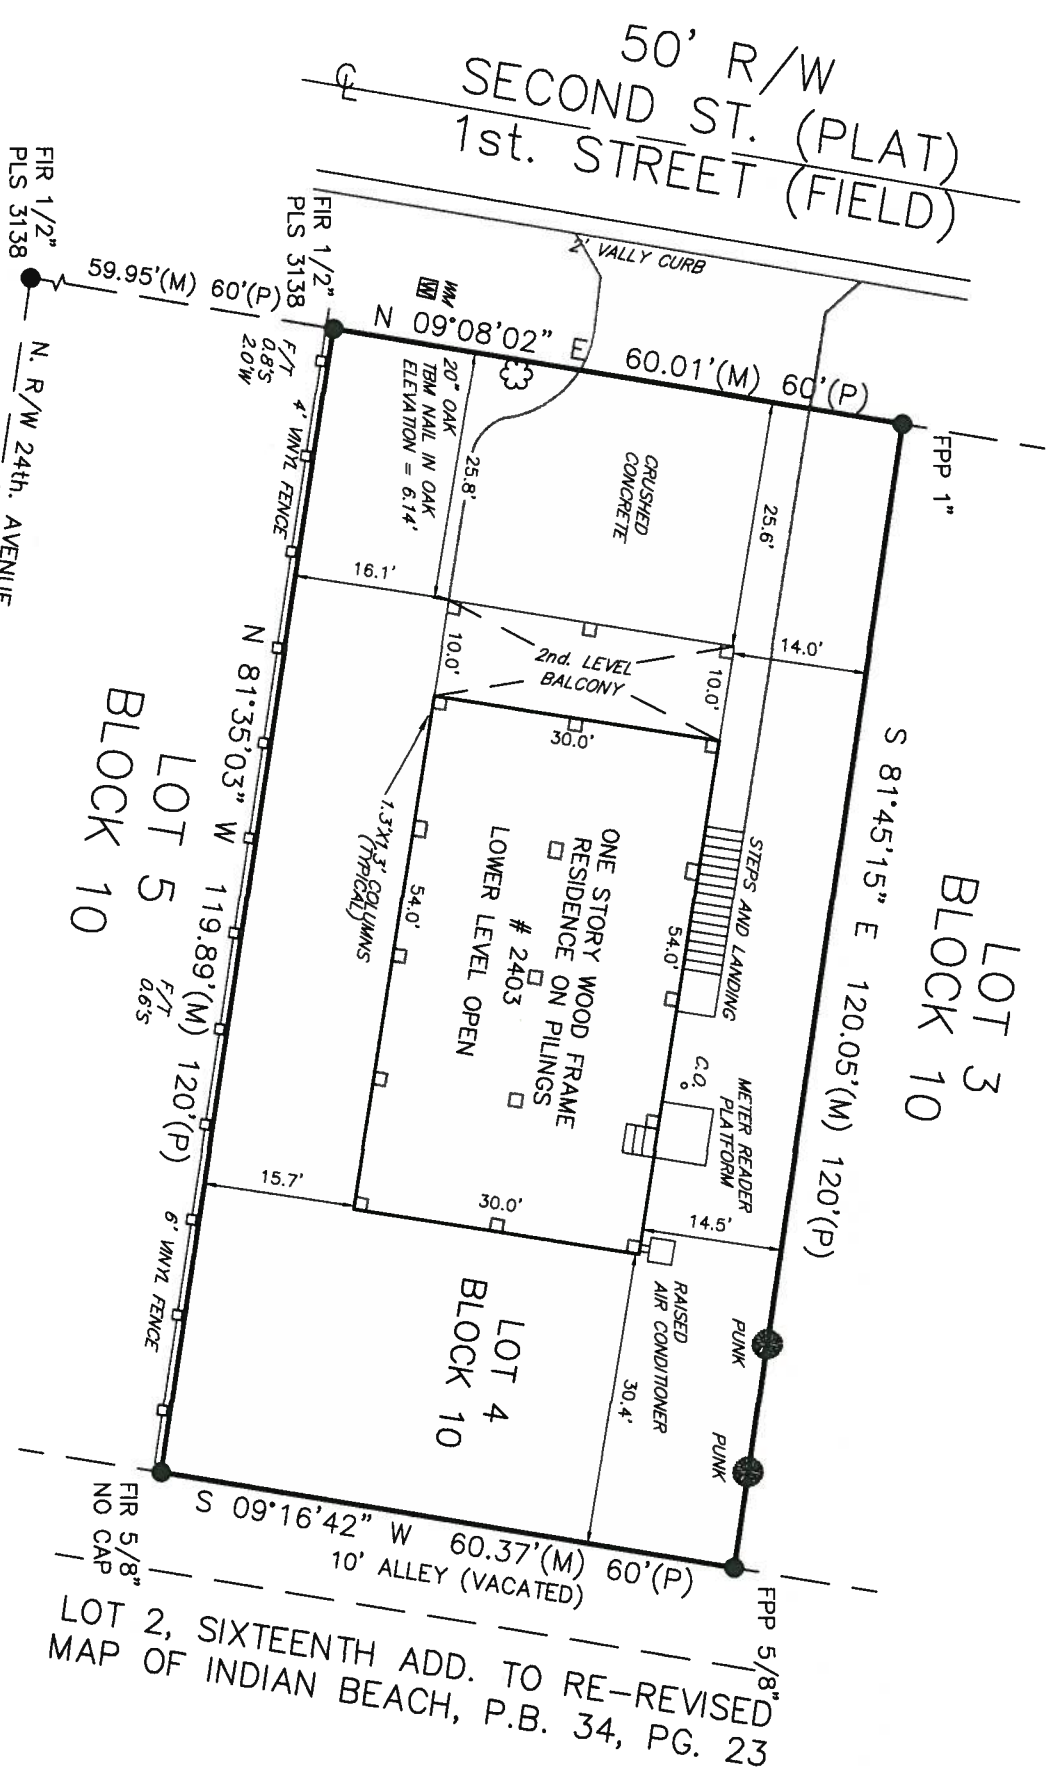 50' R/W
SECOND ST. (PLAT)
1st. STREET (FIELD)
2' VALLY CURB
FIR 1/2"
PLS 3138
59.95'(M) 60'(P)
FIR 1/2"
PLS 3138
N. R/W 24th. AVENUE
WM
W
N 09°08'02" E 60.01'(M) 60'(P)
FPP 1"
F/T
0.8'S
2.0'W
4' VINYL FENCE
20" OAK
TBM NAIL IN OAK
ELEVATION = 6.14'
25.8'
CRUSHED
CONCRETE
25.6'
16.1'
14.0'
10.0'
2nd. LEVEL
BALCONY
10.0'
30.0'
N 81°35'03" W 119.89'(M) 120'(P)
S 81°45'15" E 120.05'(M) 120'(P)
LOT 5
BLOCK 10
LOT 3
BLOCK 10
1.3'X1.3' COLUMNS
(TYPICAL)
54.0'
ONE STORY WOOD FRAME
RESIDENCE ON PILINGS
# 2403
LOWER LEVEL OPEN
54.0'
STEPS AND LANDING
C.O.
METER READER
PLATFORM
F/T
0.6'S
15.7'
30.0'
14.5'
6' VINYL FENCE
LOT 4
BLOCK 10
RAISED
AIR CONDITIONER
30.4'
PUNK
PUNK
S 09°16'42" W 60.37'(M) 60'(P)
10' ALLEY (VACATED)
FIR 5/8"
NO CAP
FPP 5/8"
LOT 2, SIXTEENTH ADD. TO RE-REVISED
MAP OF INDIAN BEACH, P.B. 34, PG. 23